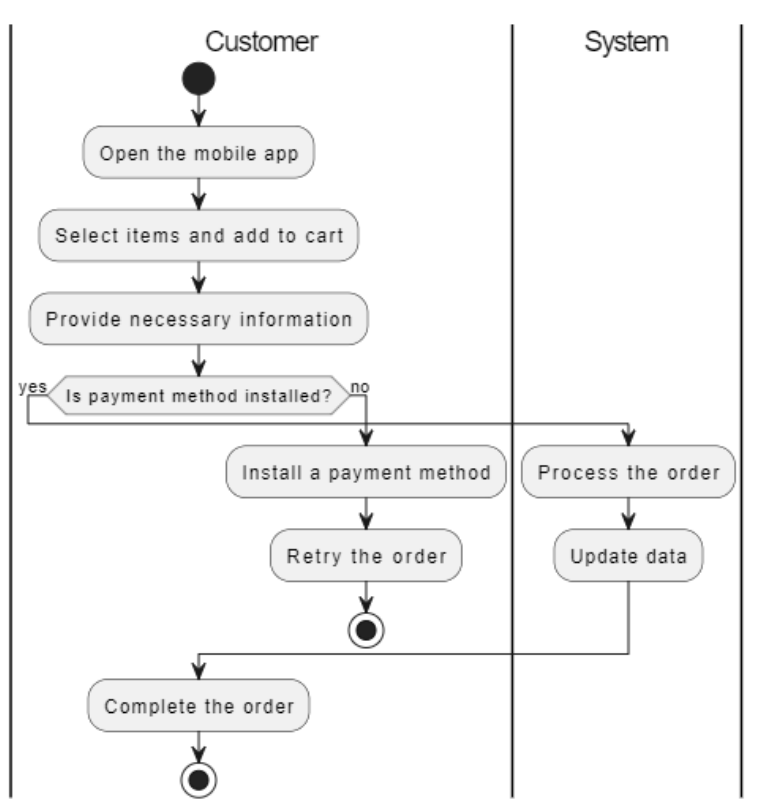 Customer
System
Open the mobile app
Select items and add to cart
Provide necessary information
yes
Is payment method installed?
no
Install a payment method
Process the order
Retry the order
Update data
Complete the order